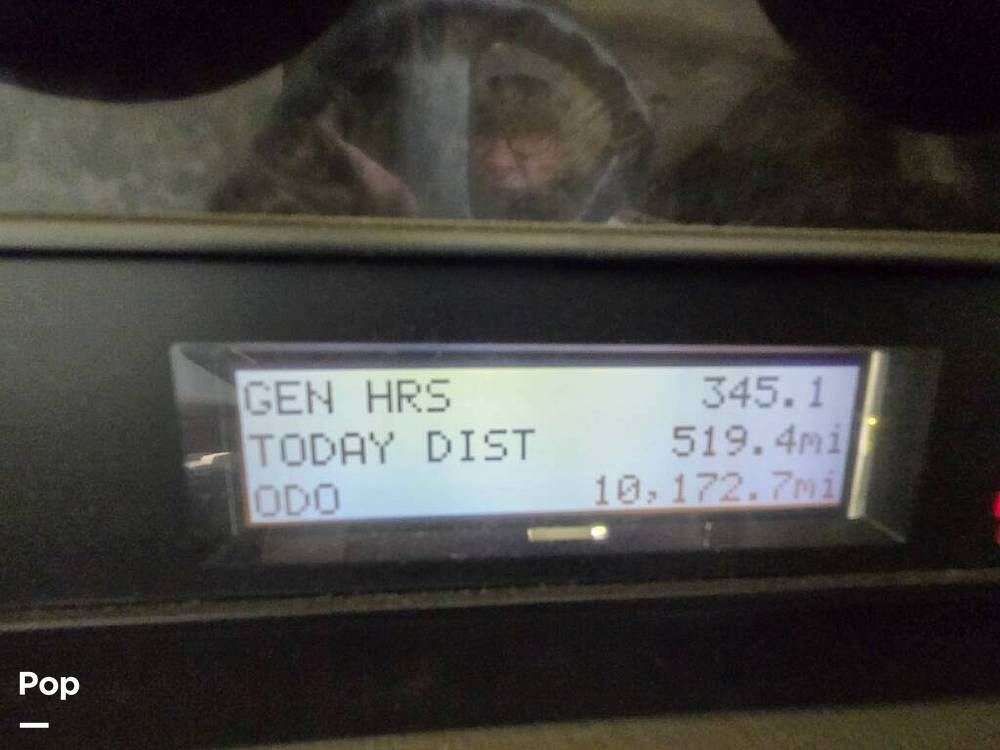 GEN HRS 345.1
TODAY DIST 519.4mi
ODO 10,172.7mi
Pop